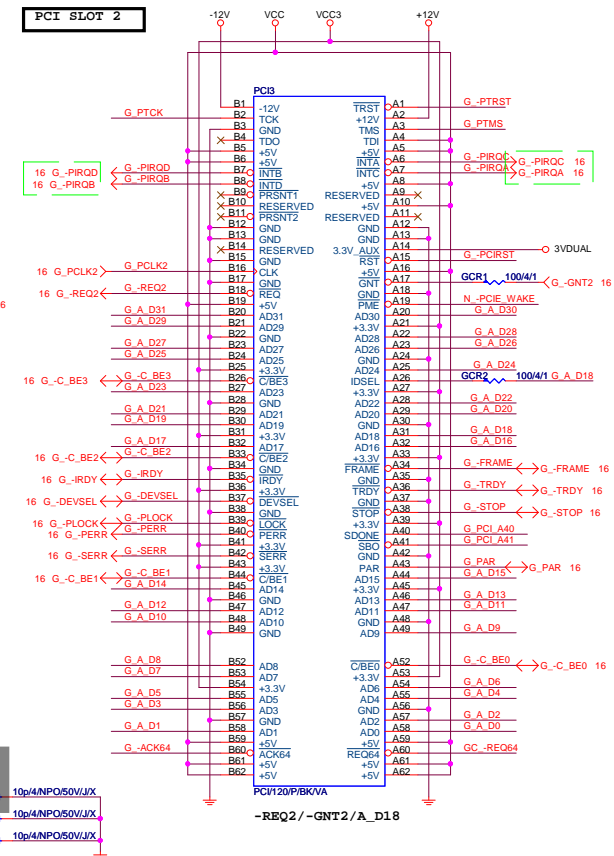 PCI SLOT 2
-12V VCC VCC3 +12V
PCI3
B1 -12V TRST A1 G_-PTRST
G_PTCK B2 TCK +12V A2
B3 GND TMS A3 G_PTMS
B4 TDO TDI A4
B5 +5V +5V A5
B6 +5V INTA A6 G_-PIRQC G_-PIRQC 16
16 G_-PIRQD G_-PIRQD B7 INTB INTC A7 G_-PIRQA G_-PIRQA 16
16 G_-PIRQB G_-PIRQB B8 INTD +5V A8
B9 PRSNT1 RESERVED A9
B10 RESERVED +5V A10
B11 PRSNT2 RESERVED A11
B12 GND GND A12
B13 GND GND A13
B14 RESERVED 3.3V_AUX A14 3VDUAL
B15 GND RST A15 G_-PCIRST
16 G_PCLK2 G_PCLK2 B16 CLK +5V A16
B17 GND GNT A17 GCR1 100/4/1 G_-GNT2 16
16 G_-REQ2 G_-REQ2 B18 REQ GND A18
B19 +5V PME A19 N_-PCIE_WAKE
G_A_D31 B20 AD31 AD30 A20 G_A_D30
G_A_D29 B21 AD29 +3.3V A21
B22 GND AD28 A22 G_A_D28
G_A_D27 B23 AD27 AD26 A23 G_A_D26
G_A_D25 B24 AD25 GND A24
B25 +3.3V AD24 A25 G_A_D24
16 G_-C_BE3 G_-C_BE3 B26 C/BE3 IDSEL A26 GCR2 100/4/1 G_A_D18
G_A_D23 B27 AD23 +3.3V A27
B28 GND AD22 A28 G_A_D22
G_A_D21 B29 AD21 AD20 A29 G_A_D20
G_A_D19 B30 AD19 GND A30
B31 +3.3V AD18 A31 G_A_D18
G_A_D17 B32 AD17 AD16 A32 G_A_D16
16 G_-C_BE2 G_-C_BE2 B33 C/BE2 +3.3V A33
B34 GND FRAME A34 G_-FRAME G_-FRAME 16
16 G_-IRDY G_-IRDY B35 IRDY GND A35
B36 +3.3V TRDY A36 G_-TRDY G_-TRDY 16
16 G_-DEVSEL G_-DEVSEL B37 DEVSEL GND A37
B38 GND STOP A38 G_-STOP G_-STOP 16
16 G_-PLOCK G_-PLOCK B39 LOCK +3.3V A39
16 G_-PERR G_-PERR B40 PERR SDONE A40 G_PCI_A40
B41 +3.3V SBO A41 G_PCI_A41
16 G_-SERR G_-SERR B42 SERR GND A42
B43 +3.3V PAR A43 G_PAR G_PAR 16
16 G_-C_BE1 G_-C_BE1 B44 C/BE1 AD15 A44 G_A_D15
G_A_D14 B45 AD14 +3.3V A45
B46 GND AD13 A46 G_A_D13
G_A_D12 B47 AD12 AD11 A47 G_A_D11
G_A_D10 B48 AD10 GND A48
B49 GND AD9 A49 G_A_D9
G_A_D8 B52 AD8 C/BE0 A52 G_-C_BE0 G_-C_BE0 16
G_A_D7 B53 AD7 +3.3V A53
B54 +3.3V AD6 A54 G_A_D6
G_A_D5 B55 AD5 AD4 A55 G_A_D4
G_A_D3 B56 AD3 GND A56
B57 GND AD2 A57 G_A_D2
G_A_D1 B58 AD1 AD0 A58 G_A_D0
B59 +5V +5V A59
G_-ACK64 B60 ACK64 REQ64 A60 GC_-REQ64
B61 +5V +5V A61
B62 +5V +5V A62
PCI/120/P/BK/VA
-REQ2/-GNT2/A_D18
10p/4/NPO/50V/J/X
10p/4/NPO/50V/J/X
10p/4/NPO/50V/J/X